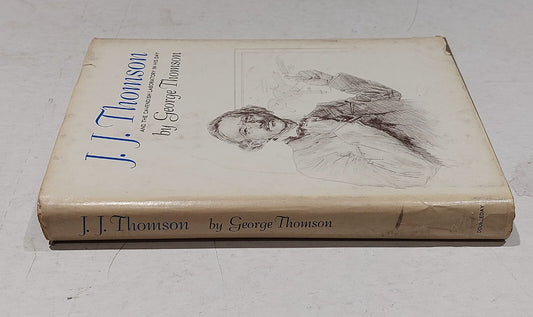 J. J. Thomson
AND THE CAVENDISH LABORATORY IN HIS DAY
by George Thomson
J. J. Thomson by George Thomson
DOUBLEDAY